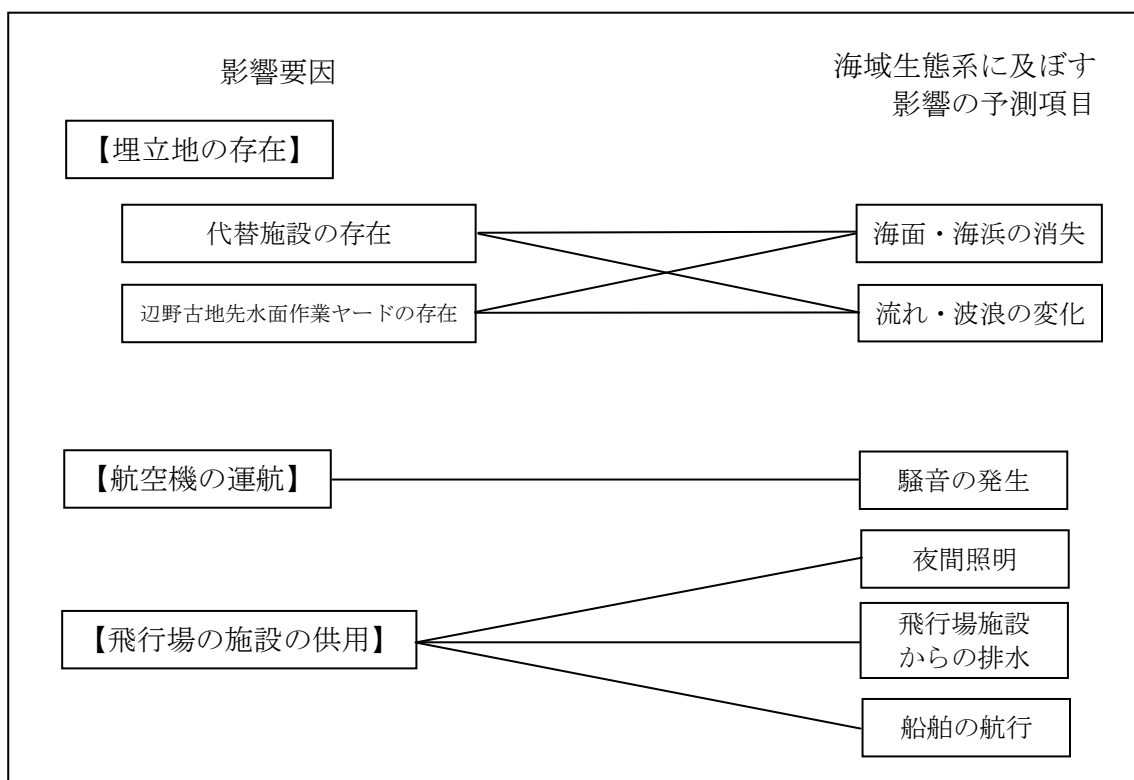 影響要因
海域生態系に及ぼす
影響の予測項目
【埋立地の存在】
代替施設の存在
海面・海浜の消失
辺野古地先水面作業ヤードの存在
流れ・波浪の変化
【航空機の運航】
騒音の発生
夜間照明
【飛行場の施設の供用】
飛行場施設
からの排水
船舶の航行